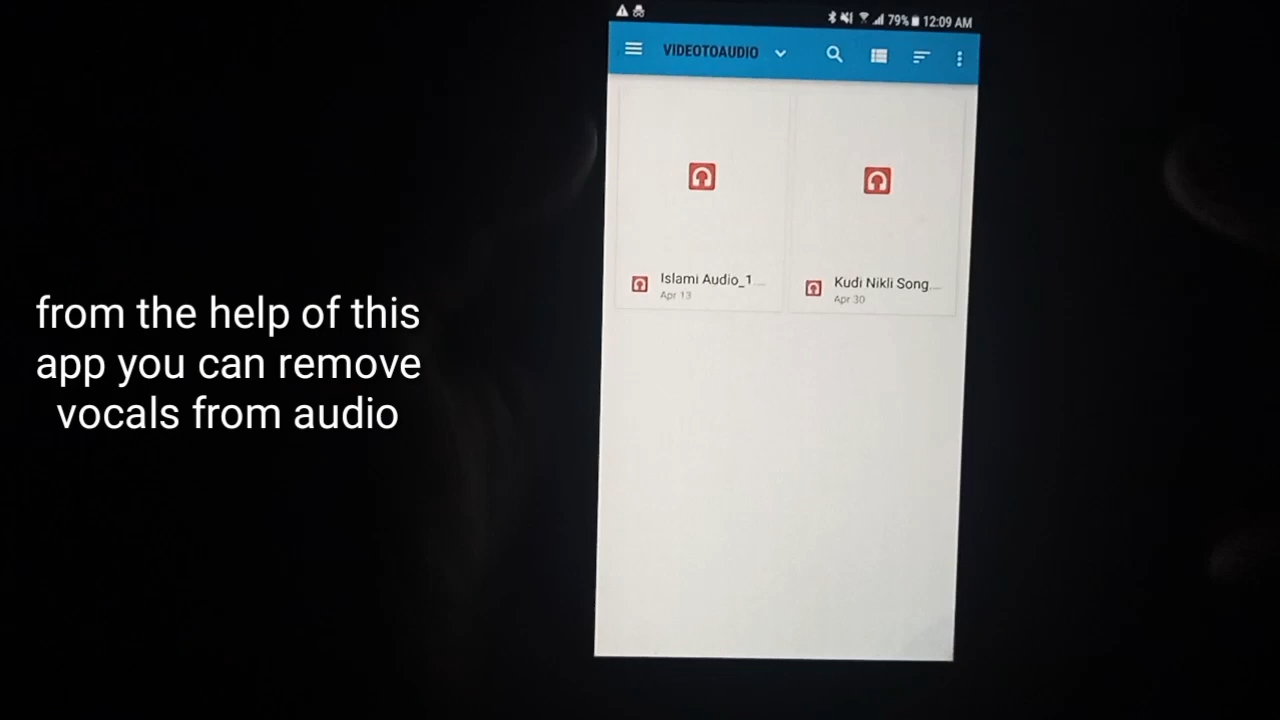 79% 12:09 AM
VIDEOTOAUDIO
Islami Audio_1...
Apr 13
Kudi Nikli Song...
Apr 30
from the help of this
app you can remove
vocals from audio